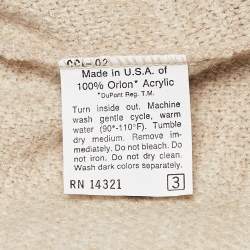 CCL-02
Made in U.S.A. of
100% Orlon* Acrylic
*DuPont Reg. T.M.
Turn inside out. Machine
wash gentle cycle, warm
water (90°-110°F). Tumble
dry medium. Remove im-
mediately. Do not bleach. Do
not iron. Do not dry clean.
Wash dark colors separately.
RN 14321
3